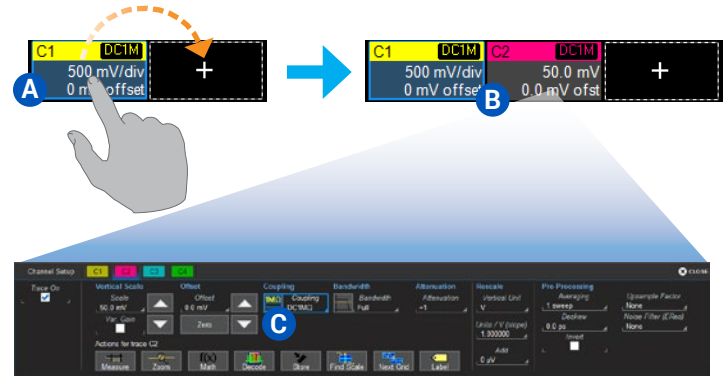 C1 DC1M
500 mV/div
0 mV offset
+
A
C1 DC1M C2 DC1M
500 mV/div 50.0 mV
0 mV offset 0.0 mV ofst
+
B
Channel Setup C1 C2 C3 C4 CLOSE
Trace On Vertical Scale Offset Coupling Bandwidth Attenuation Rescale Pre-Processing
Scale Offset Coupling Bandwidth Attenuation Vertical Unit Averaging Upsample Factor
50.0 mV 0.0 mV 1MΩ DC1MΩ Full ÷1 V 1 sweep None
Var. Gain Zero C Units / V (slope) Deskew Noise Filter (ERes)
1.000000 0.0 ps None
Actions for trace C2 Add Invert
0 µV
Measure Zoom f(x) Math Decode Store Find Scale Next Grid Label